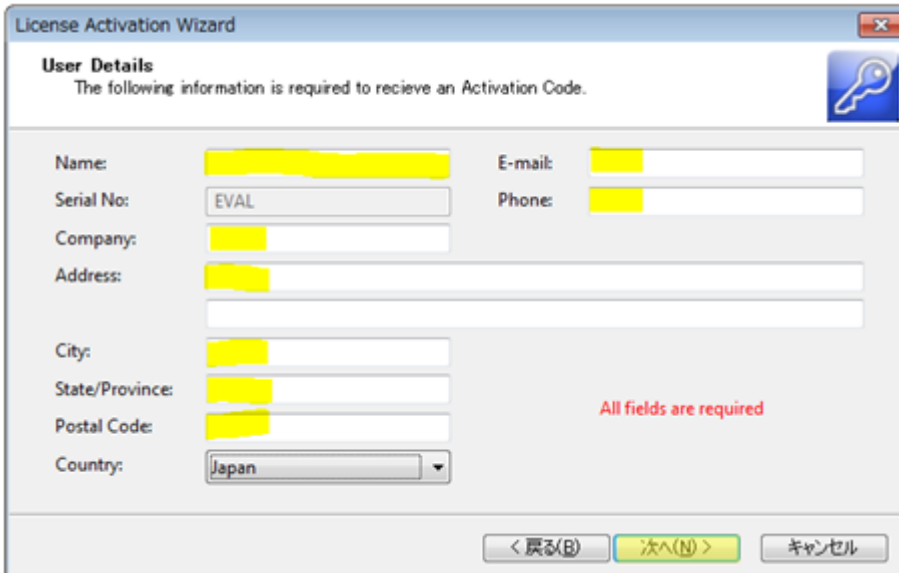 License Activation Wizard
User Details
The following information is required to recieve an Activation Code.
Name:
E-mail:
Serial No:
EVAL
Phone:
Company:
Address:
City:
State/Province:
All fields are required
Postal Code:
Country:
Japan
< 戻る(B)
次へ(N) >
キャンセル